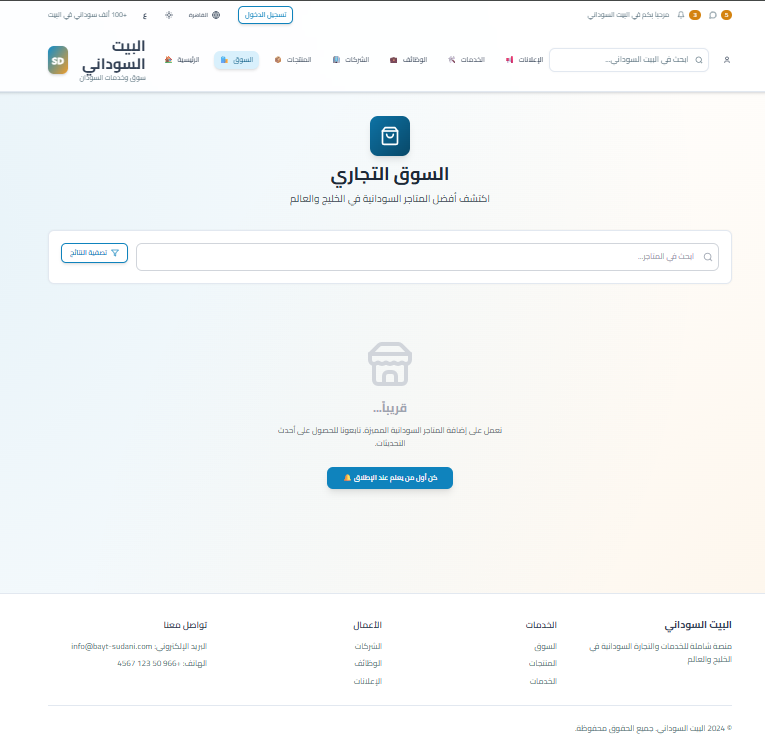 مرحبا بكم في البيت السوداني
3
5
تسجيل الدخول
القاهرة
ع
+100 ألف سوداني في البيت
البيت السوداني
سوق وخدمات السودان
SD
الرئيسية
السوق
المنتجات
الشركات
الوظائف
الخدمات
الإعلانات
ابحث في البيت السوداني...
السوق التجاري
اكتشف أفضل المتاجر السودانية في الخليج والعالم
ابحث في المتاجر...
تصفية النتائج
قريباً...
نعمل على إضافة المتاجر السودانية المميزة. تابعونا للحصول على أحدث
التحديثات.
كن أول من يعلم عند الإطلاق
البيت السوداني
منصة شاملة للخدمات والتجارة السودانية في
الخليج والعالم
الخدمات
السوق
المنتجات
الخدمات
الأعمال
الشركات
الوظائف
الإعلانات
تواصل معنا
البريد الإلكتروني: info@bayt-sudani.com
الهاتف: +966 50 123 4567
© 2024 البيت السوداني. جميع الحقوق محفوظة.